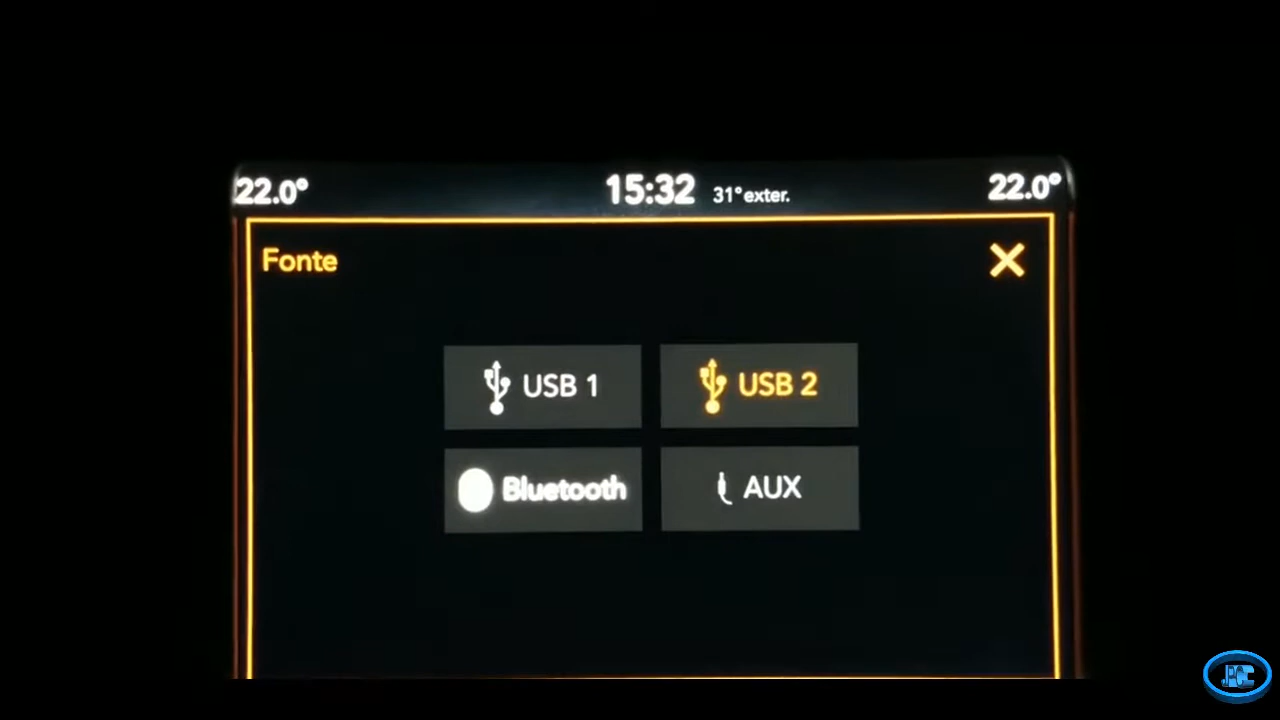 22.0° 15:32 31°exter. 22.0°
Fonte
USB 1 USB 2
Bluetooth AUX